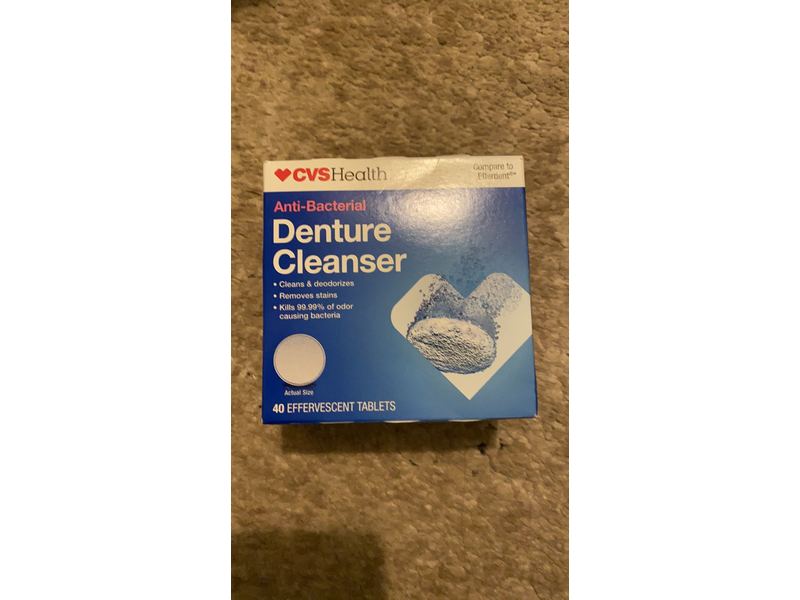 CVSHealth
Compare to
Efferdent®**
Anti-Bacterial
Denture
Cleanser
• Cleans & deodorizes
• Removes stains
• Kills 99.99% of odor
causing bacteria
Actual Size
40 EFFERVESCENT TABLETS